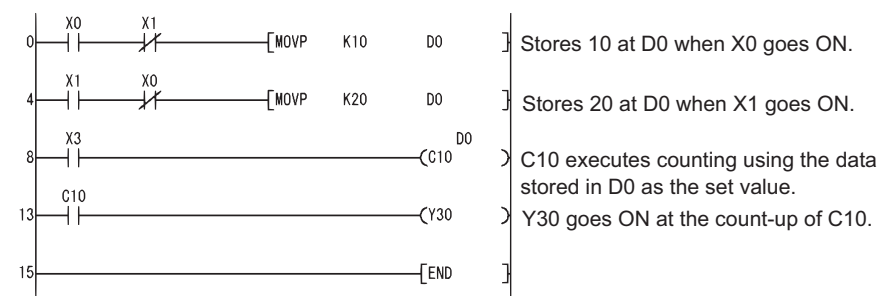 X0 X1
0 [MOVP K10 D0 ] Stores 10 at D0 when X0 goes ON.
X1 X0
4 [MOVP K20 D0 ] Stores 20 at D0 when X1 goes ON.
X3 D0
8 (C10 ) C10 executes counting using the data
stored in D0 as the set value.
C10
13 (Y30 ) Y30 goes ON at the count-up of C10.
15 [END ]